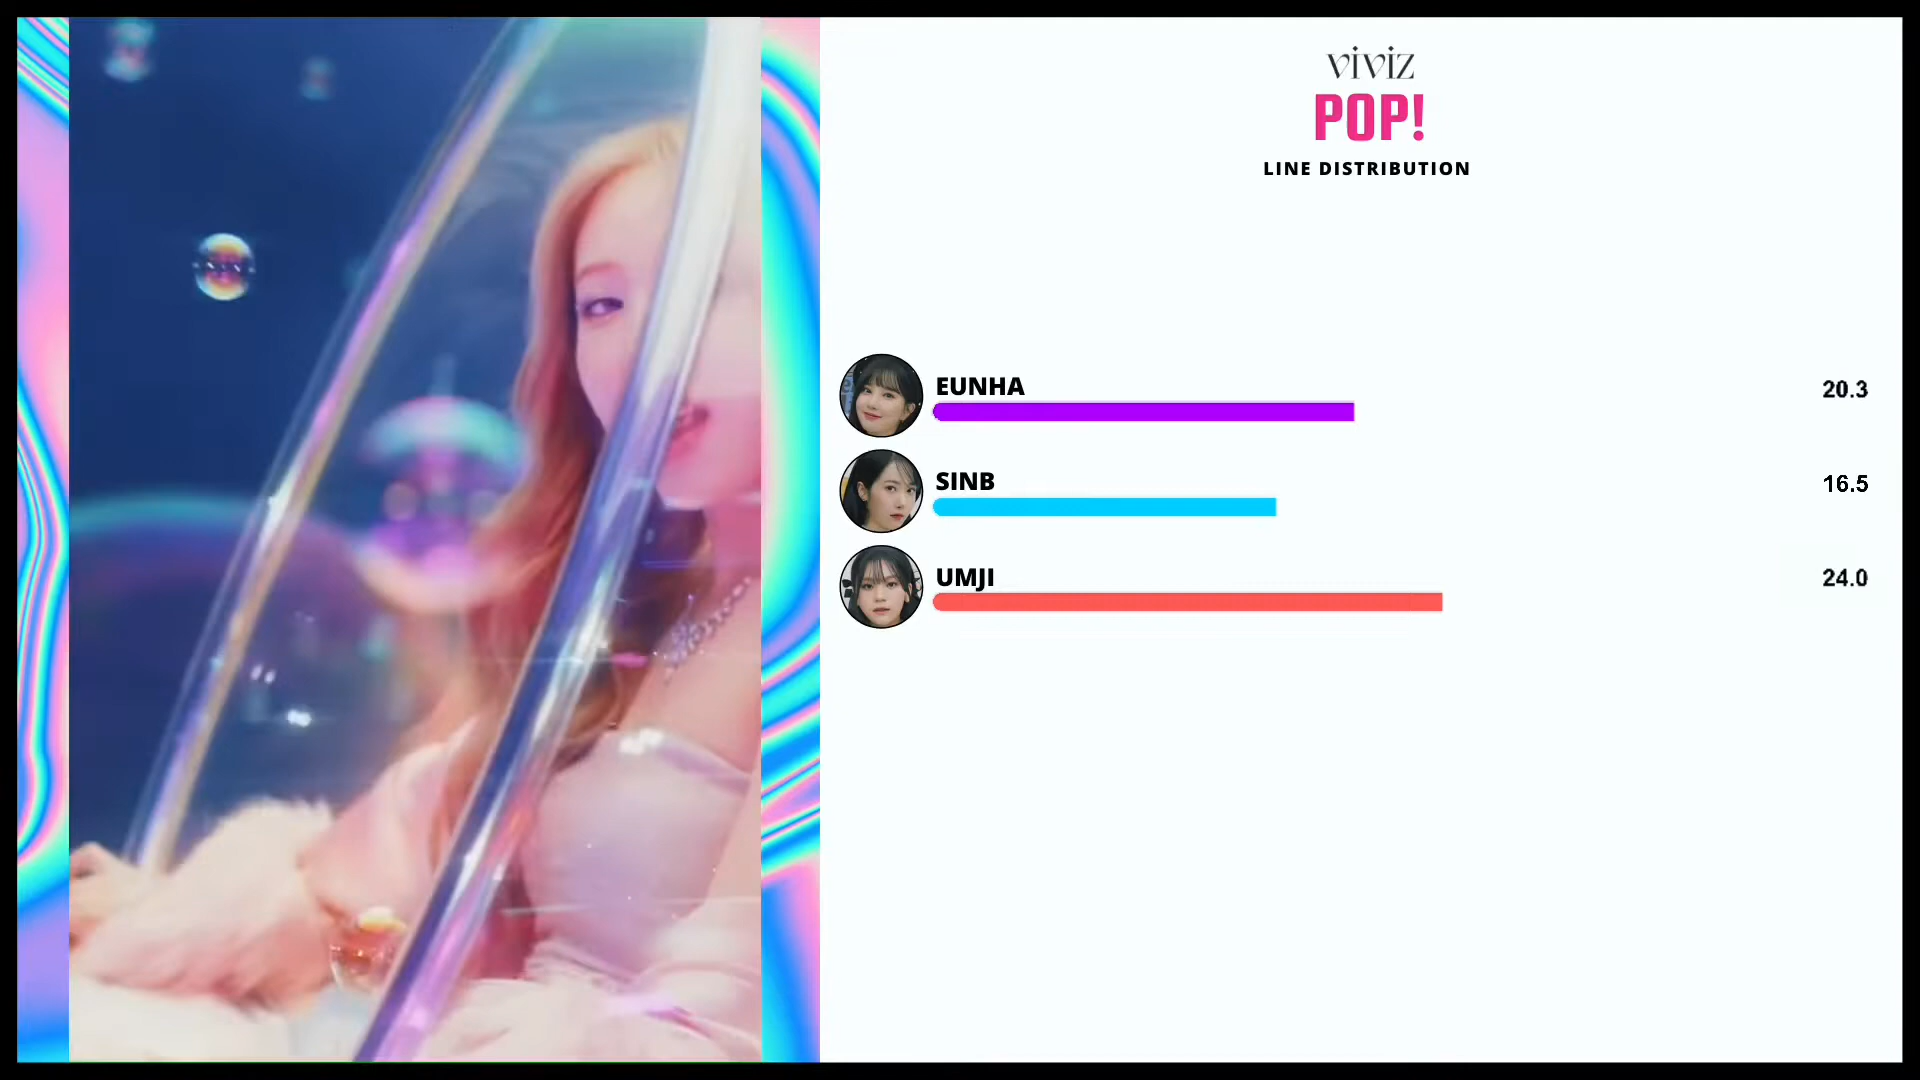 viviz
POP!
LINE DISTRIBUTION
EUNHA
20.3
SINB
16.5
UMJI
24.0